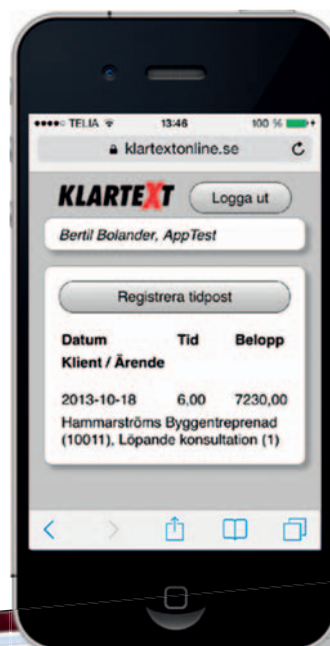 TELIA 13:46 100 %
klartextonline.se
KLARTEXT Logga ut
Bertil Bolander, AppTest
Registrera tidpost
Datum Tid Belopp
Klient / Ärende
2013-10-18 6,00 7230,00
Hammarströms Byggentreprenad
(10011), Löpande konsultation (1)